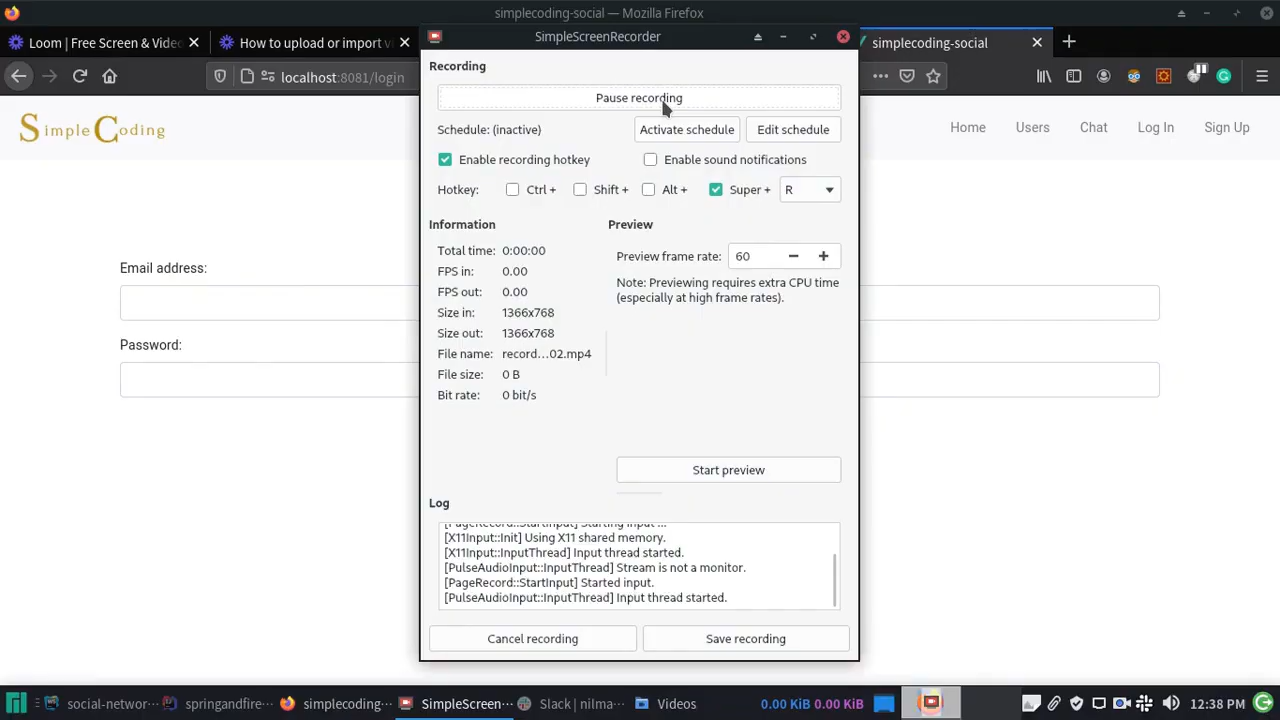 simplecoding-social — Mozilla Firefox
Loom | Free Screen & Vide
How to upload or import v
simplecoding-social
localhost:8081/login
SimpleScreenRecorder
Simple Coding
Home
Users
Chat
Log In
Sign Up
Email address:
Password:
Recording
Pause recording
Schedule: (inactive)
Activate schedule
Edit schedule
Enable recording hotkey
Enable sound notifications
Hotkey:
Ctrl +
Shift +
Alt +
Super +
R
Information
Total time: 0:00:00
FPS in: 0.00
FPS out: 0.00
Size in: 1366x768
Size out: 1366x768
File name: record...02.mp4
File size: 0 B
Bit rate: 0 bit/s
Preview
Preview frame rate: 60
Note: Previewing requires extra CPU time
(especially at high frame rates).
Start preview
Log
[PageRecord::StartInput] Starting input ...
[X11Input::Init] Using X11 shared memory.
[X11Input::InputThread] Input thread started.
[PulseAudioInput::InputThread] Stream is not a monitor.
[PageRecord::StartInput] Started input.
[PulseAudioInput::InputThread] Input thread started.
Cancel recording
Save recording
social-networ...
springandfire...
simplecoding...
SimpleScreen...
Slack | nilma...
Videos
0.00 KiB 0.00 KiB
12:38 PM